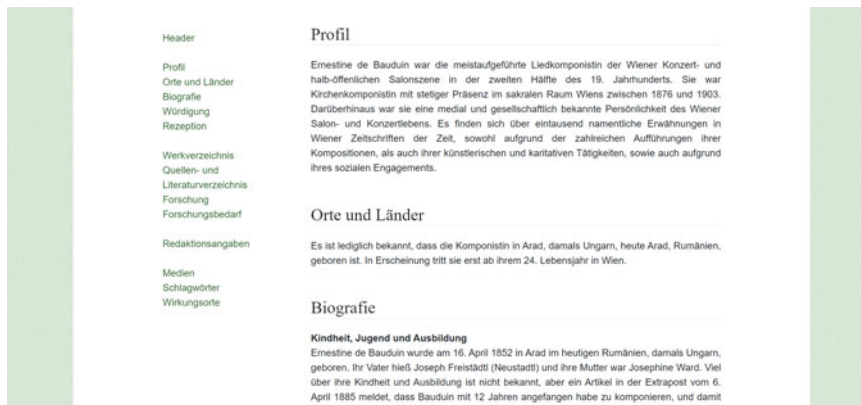 Header
Profil
Orte und Länder
Biografie
Würdigung
Rezeption
Werkverzeichnis
Quellen- und
Literaturverzeichnis
Forschung
Forschungsbedarf
Redaktionsangaben
Medien
Schlagwörter
Wirkungsorte
Profil
Ernestine de Bauduin war die meistaufgeführte Liedkomponistin der Wiener Konzert- und
halb-öffentlichen Salonszene in der zweiten Hälfte des 19. Jahrhunderts. Sie war
Kirchenkomponistin mit stetiger Präsenz im sakralen Raum Wiens zwischen 1876 und 1903.
Darüberhinaus war sie eine medial und gesellschaftlich bekannte Persönlichkeit des Wiener
Salon- und Konzertlebens. Es finden sich über eintausend namentliche Erwähnungen in
Wiener Zeitschriften der Zeit, sowohl aufgrund der zahlreichen Aufführungen ihrer
Kompositionen, als auch ihrer künstlerischen und karitativen Tätigkeiten, sowie auch aufgrund
ihres sozialen Engagements.
Orte und Länder
Es ist lediglich bekannt, dass die Komponistin in Arad, damals Ungarn, heute Arad, Rumänien,
geboren ist. In Erscheinung tritt sie erst ab ihrem 24. Lebensjahr in Wien.
Biografie
Kindheit, Jugend und Ausbildung
Ernestine de Bauduin wurde am 16. April 1852 in Arad im heutigen Rumänien, damals Ungarn,
geboren. Ihr Vater hieß Joseph Freistädtl (Neustadtl) und ihre Mutter war Josephine Ward. Viel
über ihre Kindheit und Ausbildung ist nicht bekannt, aber ein Artikel in der Extrapost vom 6.
April 1885 meldet, dass Bauduin mit 12 Jahren angefangen habe zu komponieren, und damit